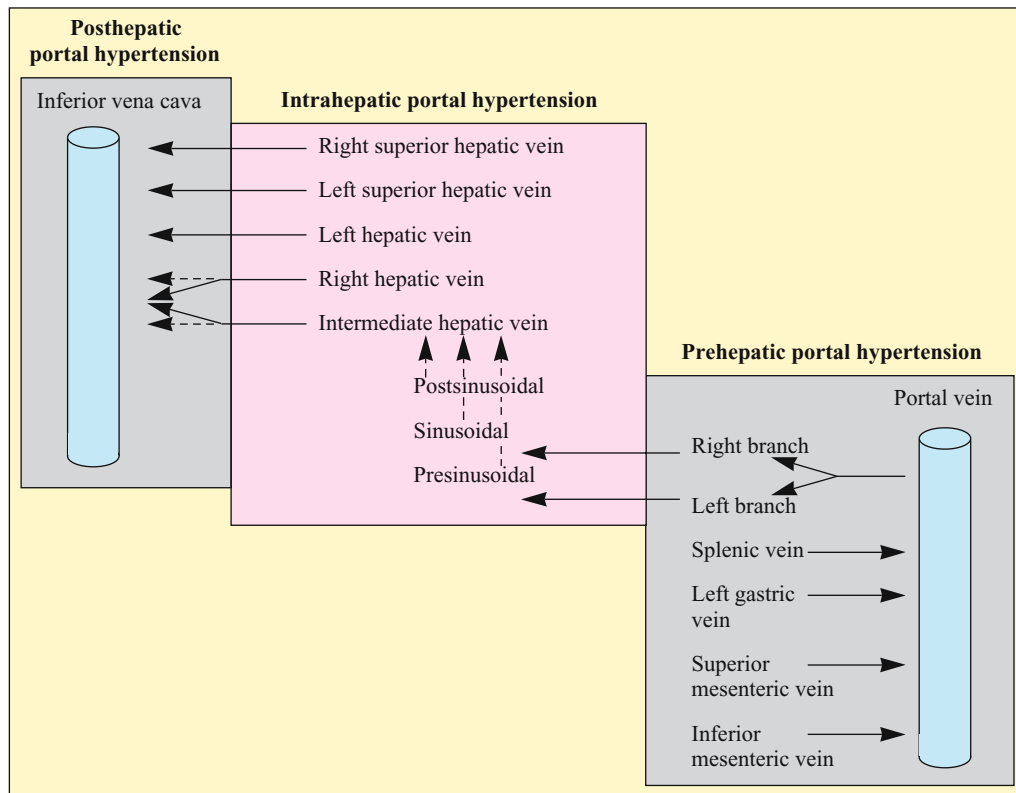 Posthepatic
portal hypertension
Inferior vena cava
Intrahepatic portal hypertension
Right superior hepatic vein
Left superior hepatic vein
Left hepatic vein
Right hepatic vein
Intermediate hepatic vein
Postsinusoidal
Sinusoidal
Presinusoidal
Prehepatic portal hypertension
Portal vein
Right branch
Left branch
Splenic vein
Left gastric
vein
Superior
mesenteric vein
Inferior
mesenteric vein